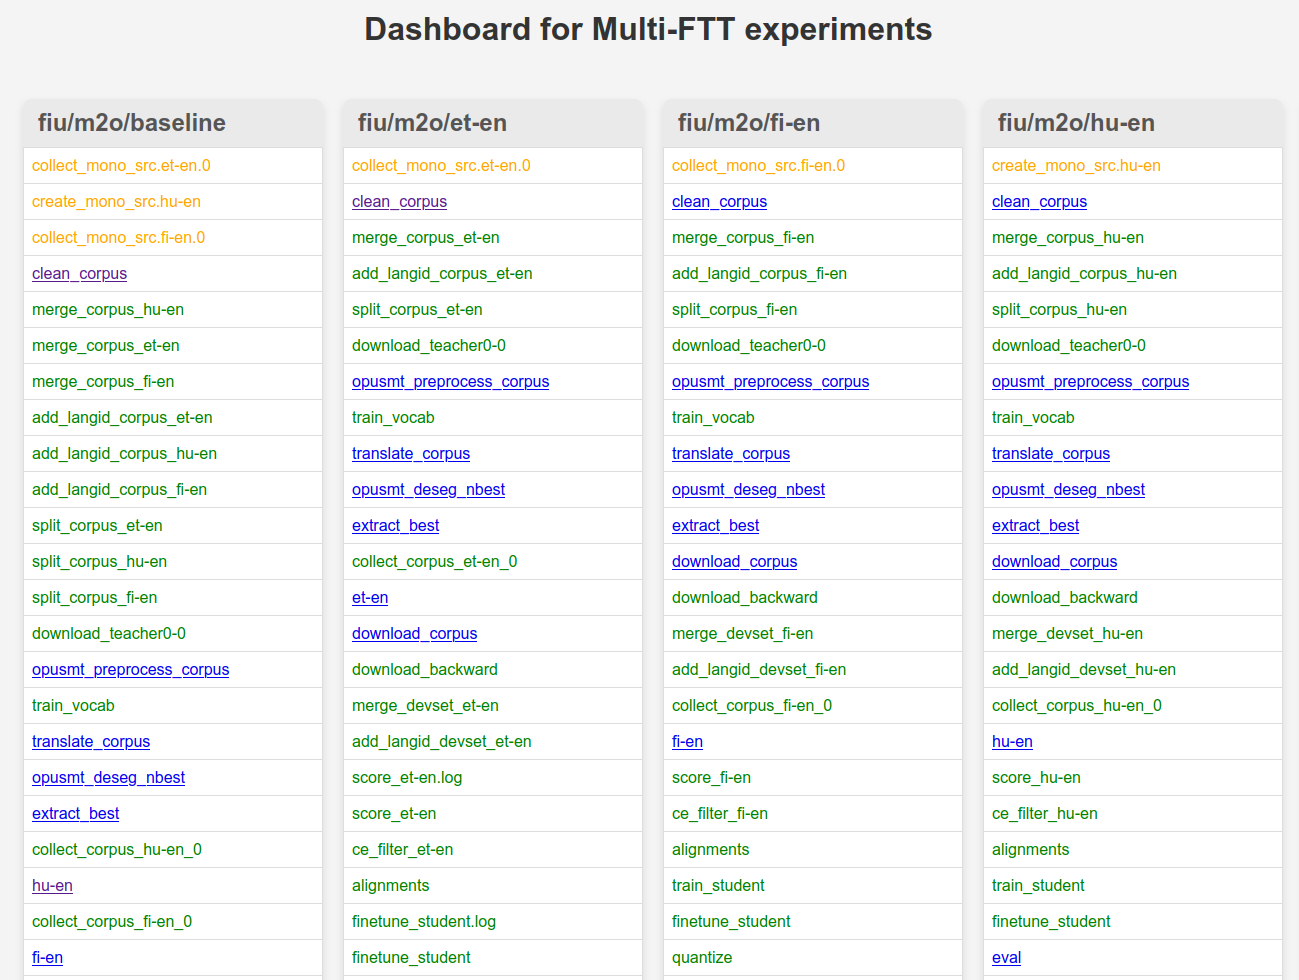 Dashboard for Multi-FTT experiments
fiu/m2o/baseline
collect_mono_src.et-en.0
create_mono_src.hu-en
collect_mono_src.fi-en.0
clean_corpus
merge_corpus_hu-en
merge_corpus_et-en
merge_corpus_fi-en
add_langid_corpus_et-en
add_langid_corpus_hu-en
add_langid_corpus_fi-en
split_corpus_et-en
split_corpus_hu-en
split_corpus_fi-en
download_teacher0-0
opusmt_preprocess_corpus
train_vocab
translate_corpus
opusmt_deseg_nbest
extract_best
collect_corpus_hu-en_0
hu-en
collect_corpus_fi-en_0
fi-en
fiu/m2o/et-en
collect_mono_src.et-en.0
clean_corpus
merge_corpus_et-en
add_langid_corpus_et-en
split_corpus_et-en
download_teacher0-0
opusmt_preprocess_corpus
train_vocab
translate_corpus
opusmt_deseg_nbest
extract_best
collect_corpus_et-en_0
et-en
download_corpus
download_backward
merge_devset_et-en
add_langid_devset_et-en
score_et-en.log
score_et-en
ce_filter_et-en
alignments
finetune_student.log
finetune_student
fiu/m2o/fi-en
collect_mono_src.fi-en.0
clean_corpus
merge_corpus_fi-en
add_langid_corpus_fi-en
split_corpus_fi-en
download_teacher0-0
opusmt_preprocess_corpus
train_vocab
translate_corpus
opusmt_deseg_nbest
extract_best
download_corpus
download_backward
merge_devset_fi-en
add_langid_devset_fi-en
collect_corpus_fi-en_0
fi-en
score_fi-en
ce_filter_fi-en
alignments
train_student
finetune_student
quantize
fiu/m2o/hu-en
create_mono_src.hu-en
clean_corpus
merge_corpus_hu-en
add_langid_corpus_hu-en
split_corpus_hu-en
download_teacher0-0
opusmt_preprocess_corpus
train_vocab
translate_corpus
opusmt_deseg_nbest
extract_best
download_corpus
download_backward
merge_devset_hu-en
add_langid_devset_hu-en
collect_corpus_hu-en_0
hu-en
score_hu-en
ce_filter_hu-en
alignments
train_student
finetune_student
eval